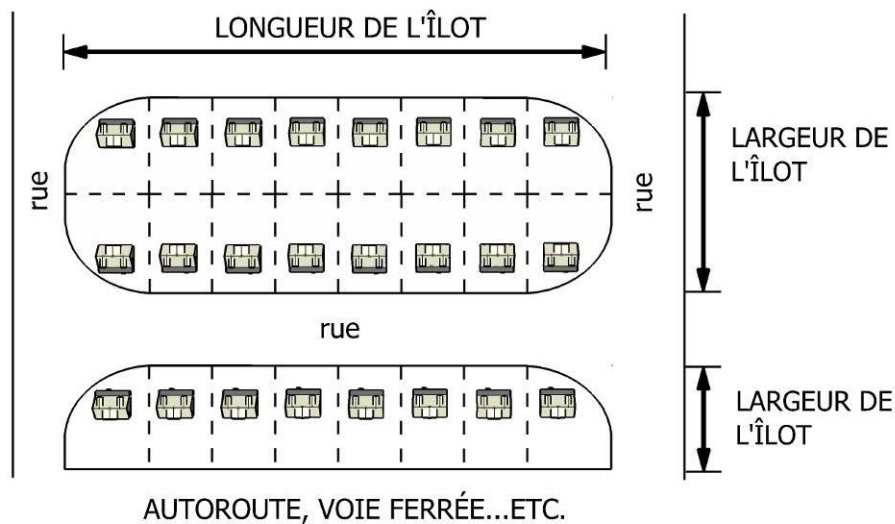 LONGUEUR DE L'ÎLOT
LARGEUR DE
L'ÎLOT
rue
rue
rue
LARGEUR DE
L'ÎLOT
AUTOROUTE, VOIE FERRÉE...ETC.